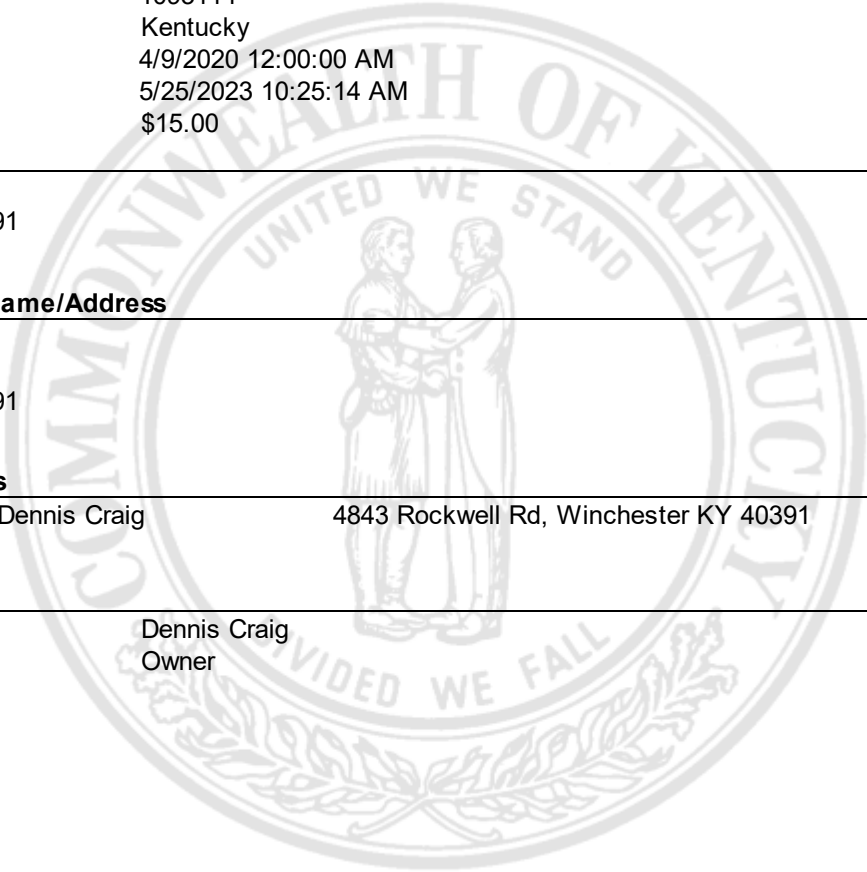 Kentucky
4/9/2020 12:00:00 AM
5/25/2023 10:25:14 AM
$15.00
91
ame/Address
91
s
Dennis Craig 4843 Rockwell Rd, Winchester KY 40391
Dennis Craig
Owner
COMMONWEALTH OF KENTUCKY
UNITED WE STAND
DIVIDED WE FALL